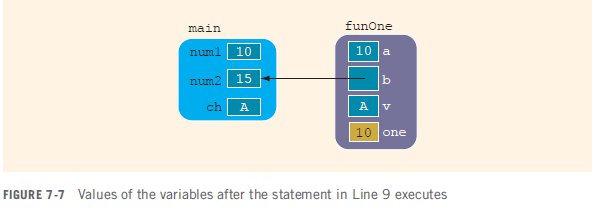 main funOne
num1 10 10 a
num2 15 b
ch A A v
10 one
FIGURE 7-7 Values of the variables after the statement in Line 9 executes